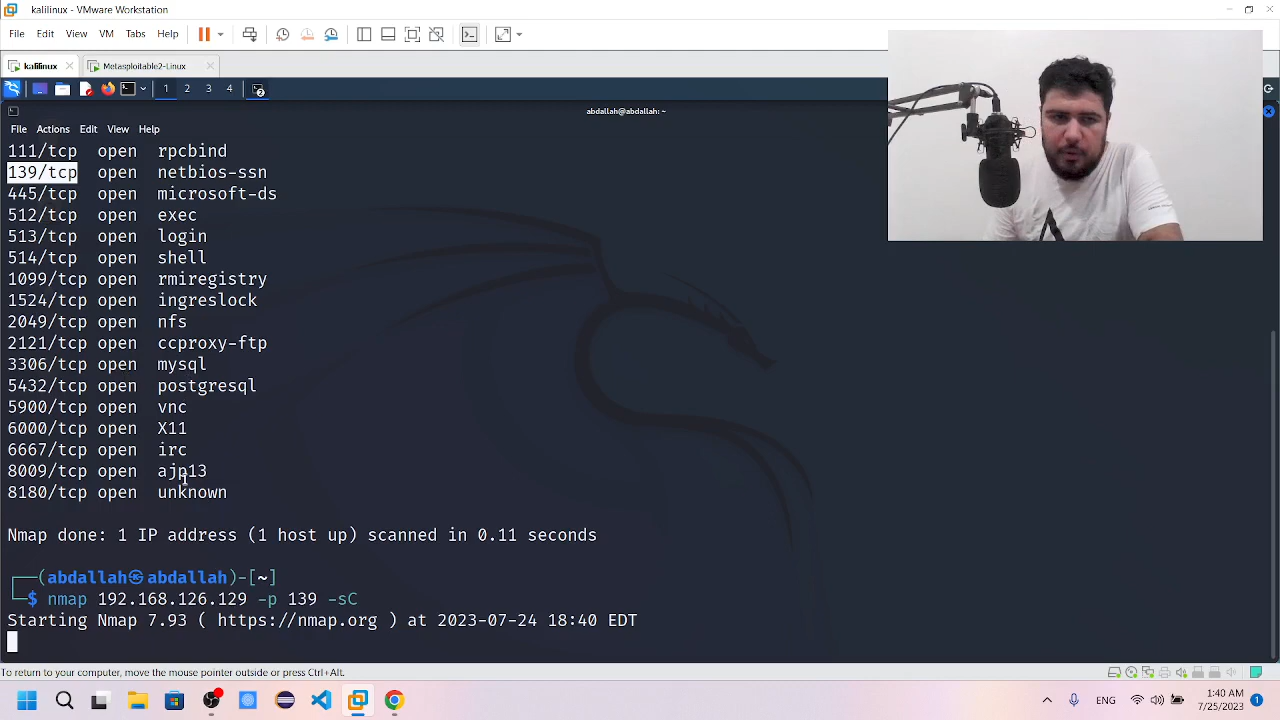 kalilinux - VMware Workstation
File Edit View VM Tabs Help
kalilinux Metasploitable2-Linux
1 2 3 4
abdallah@abdallah: ~
File Actions Edit View Help
111/tcp open rpcbind
139/tcp open netbios-ssn
445/tcp open microsoft-ds
512/tcp open exec
513/tcp open login
514/tcp open shell
1099/tcp open rmiregistry
1524/tcp open ingreslock
2049/tcp open nfs
2121/tcp open ccproxy-ftp
3306/tcp open mysql
5432/tcp open postgresql
5900/tcp open vnc
6000/tcp open X11
6667/tcp open irc
8009/tcp open ajp13
8180/tcp open unknown
Nmap done: 1 IP address (1 host up) scanned in 0.11 seconds
(abdallah㉿abdallah)-[~]
$ nmap 192.168.126.129 -p 139 -sC
Starting Nmap 7.93 ( https://nmap.org ) at 2023-07-24 18:40 EDT
To return to your computer, move the mouse pointer outside or press Ctrl+Alt.
ENG 1:40 AM
7/25/2023 1